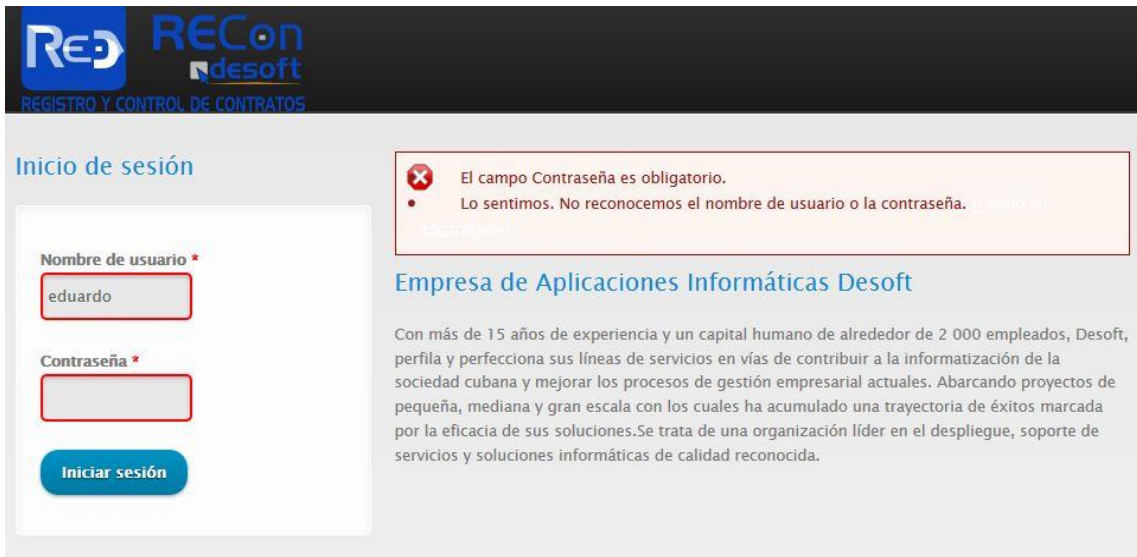 RED RECon
desoft
REGISTRO Y CONTROL DE CONTRATOS
Inicio de sesión
Nombre de usuario *
eduardo
Contraseña *
Iniciar sesión
El campo Contraseña es obligatorio.
Lo sentimos. No reconocemos el nombre de usuario o la contraseña.
Empresa de Aplicaciones Informáticas Desoft
Con más de 15 años de experiencia y un capital humano de alrededor de 2 000 empleados, Desoft,
perfila y perfecciona sus líneas de servicios en vías de contribuir a la informatización de la
sociedad cubana y mejorar los procesos de gestión empresarial actuales. Abarcando proyectos de
pequeña, mediana y gran escala con los cuales ha acumulado una trayectoria de éxitos marcada
por la eficacia de sus soluciones.Se trata de una organización líder en el despliegue, soporte de
servicios y soluciones informáticas de calidad reconocida.